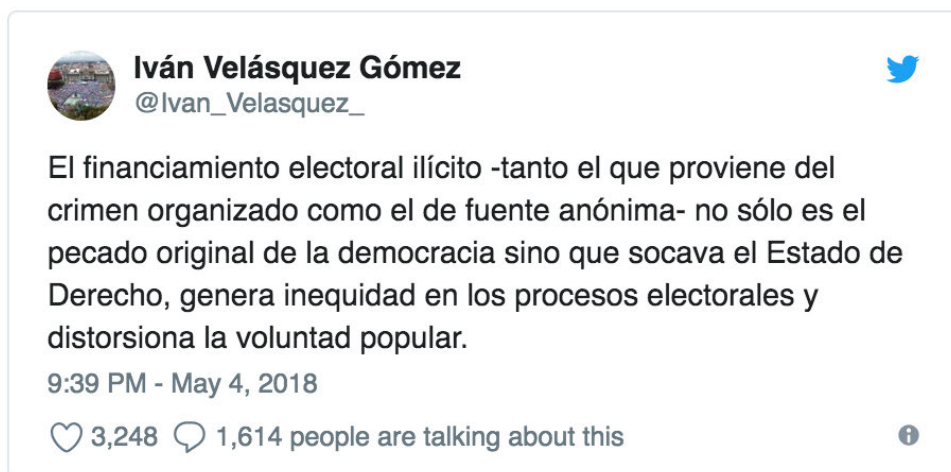 Iván Velásquez Gómez
@Ivan_Velasquez_
El financiamiento electoral ilícito -tanto el que proviene del
crimen organizado como el de fuente anónima- no sólo es el
pecado original de la democracia sino que socava el Estado de
Derecho, genera inequidad en los procesos electorales y
distorsiona la voluntad popular.
9:39 PM - May 4, 2018
3,248 1,614 people are talking about this